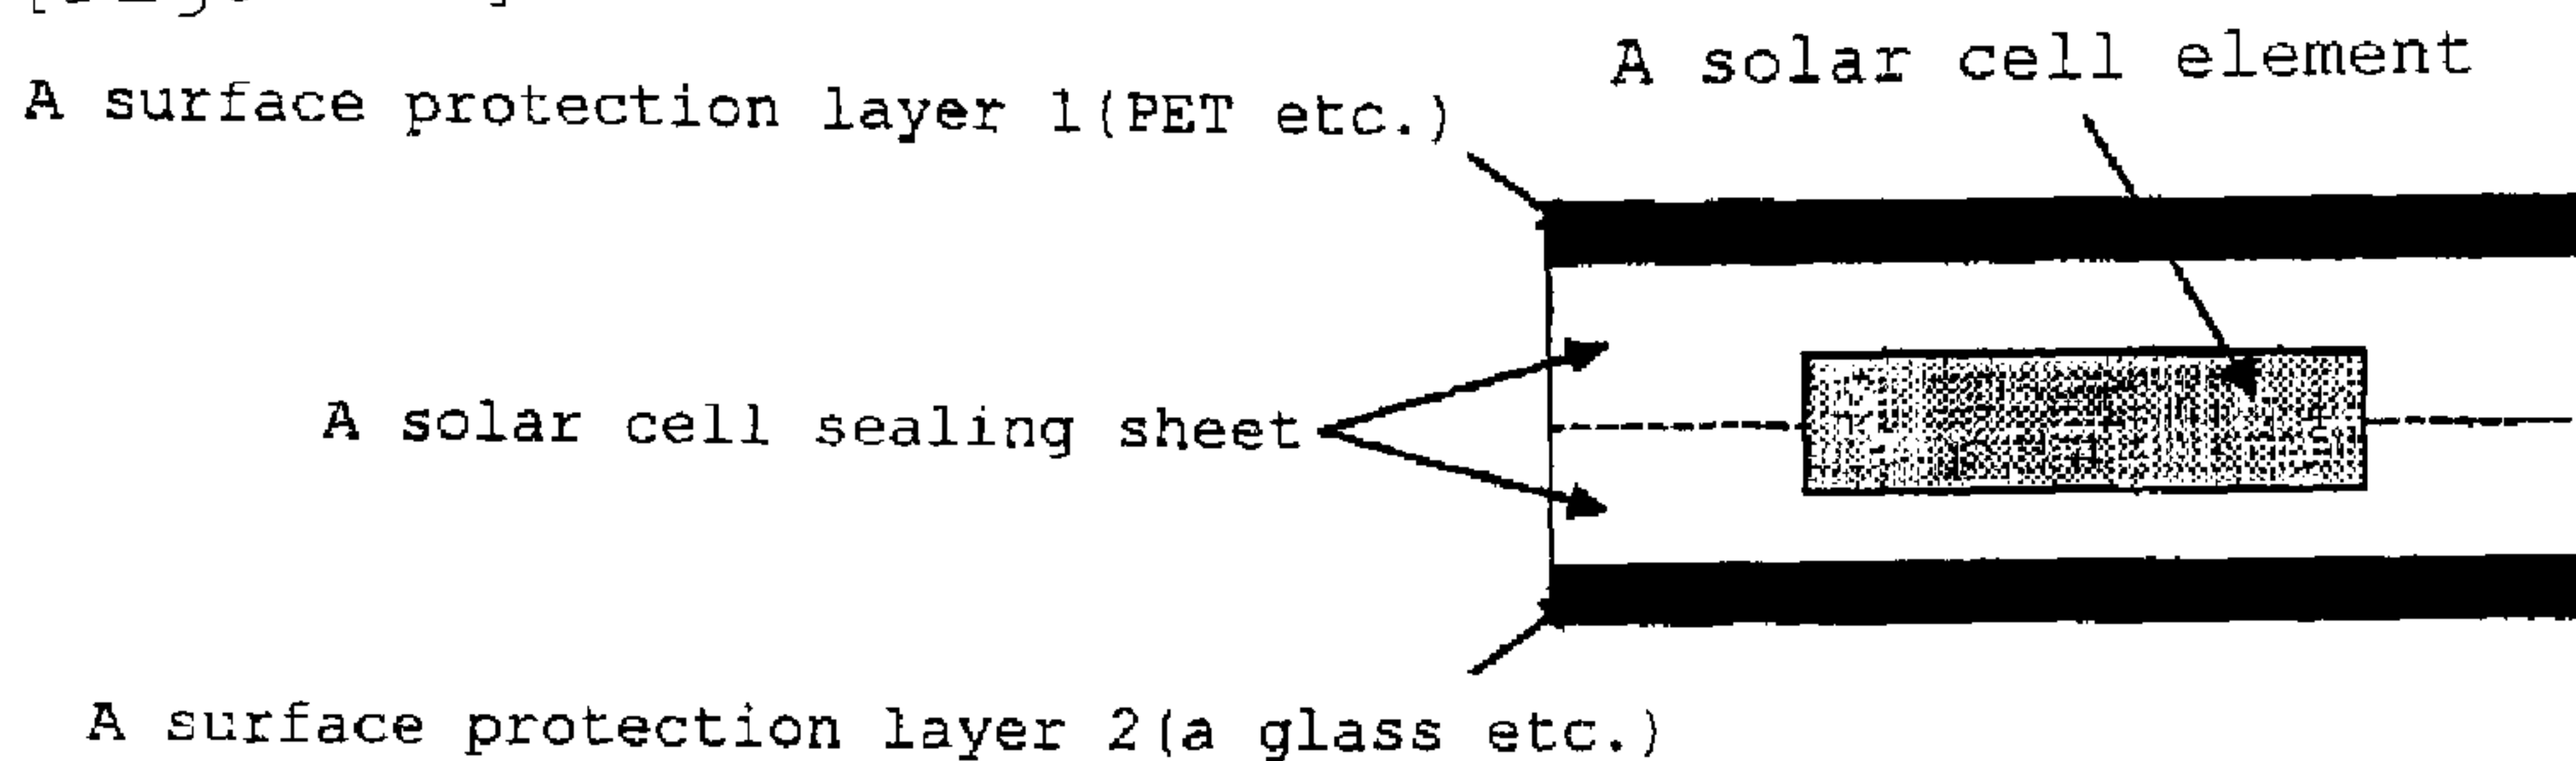 A solar cell element
A surface protection layer 1(PET etc.)
A solar cell sealing sheet
A surface protection layer 2(a glass etc.)